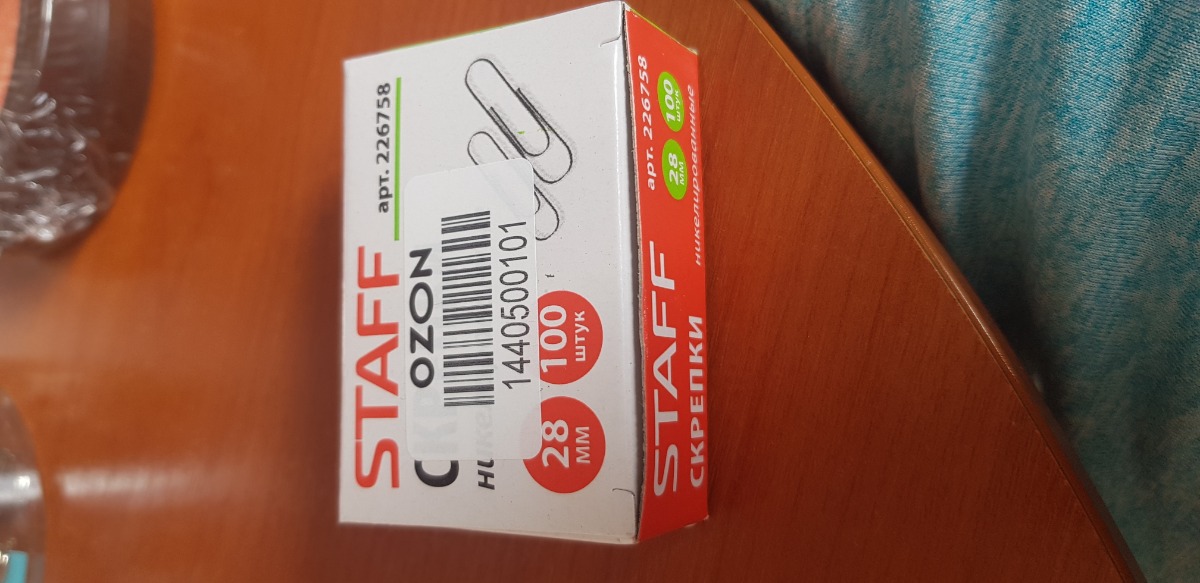 STAFF
арт. 226758
OZON
1440500101
28
мм
100
штук
STAFF
СКРЕПКИ
арт. 226758
28
мм
100
штук
никелированные